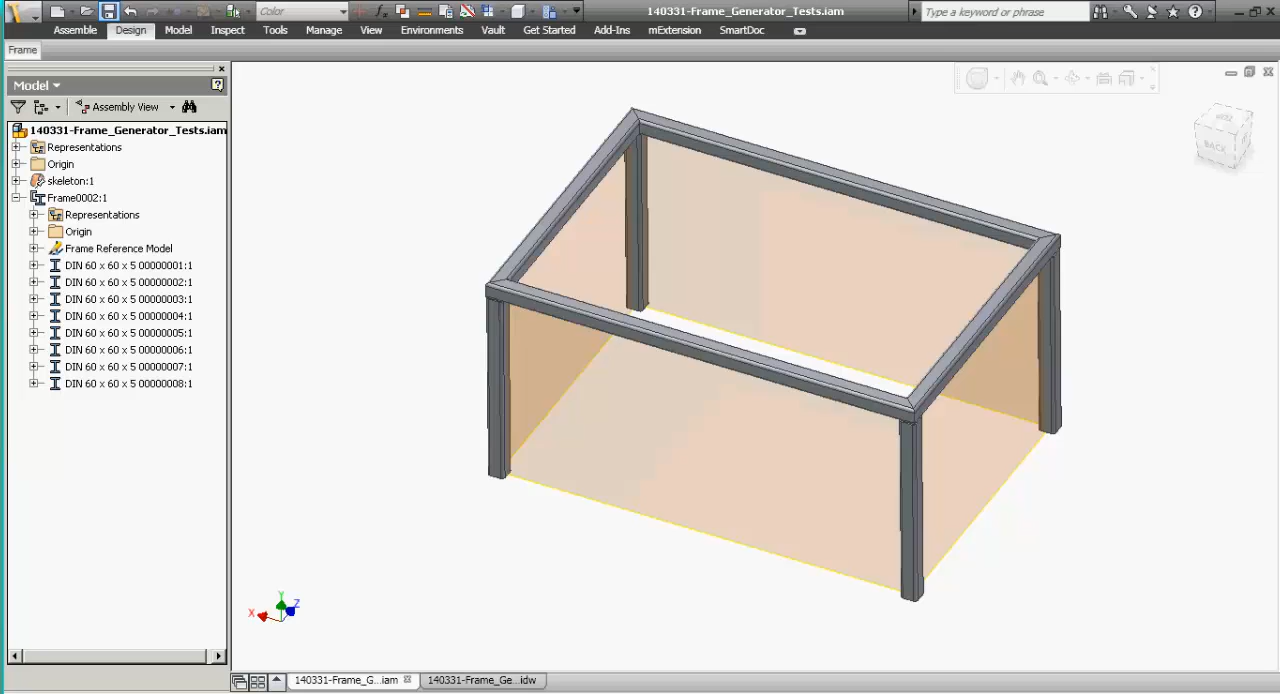 Color
140331-Frame_Generator_Tests.iam
Type a keyword or phrase
Assemble Design Model Inspect Tools Manage View Environments Vault Get Started Add-Ins mExtension SmartDoc
Frame
Model
Assembly View
140331-Frame_Generator_Tests.iam
Representations
Origin
skeleton:1
Frame0002:1
Representations
Origin
Frame Reference Model
DIN 60 x 60 x 5 00000001:1
DIN 60 x 60 x 5 00000002:1
DIN 60 x 60 x 5 00000003:1
DIN 60 x 60 x 5 00000004:1
DIN 60 x 60 x 5 00000005:1
DIN 60 x 60 x 5 00000006:1
DIN 60 x 60 x 5 00000007:1
DIN 60 x 60 x 5 00000008:1
BACK
X Y Z
140331-Frame_G...iam 140331-Frame_Ge...idw